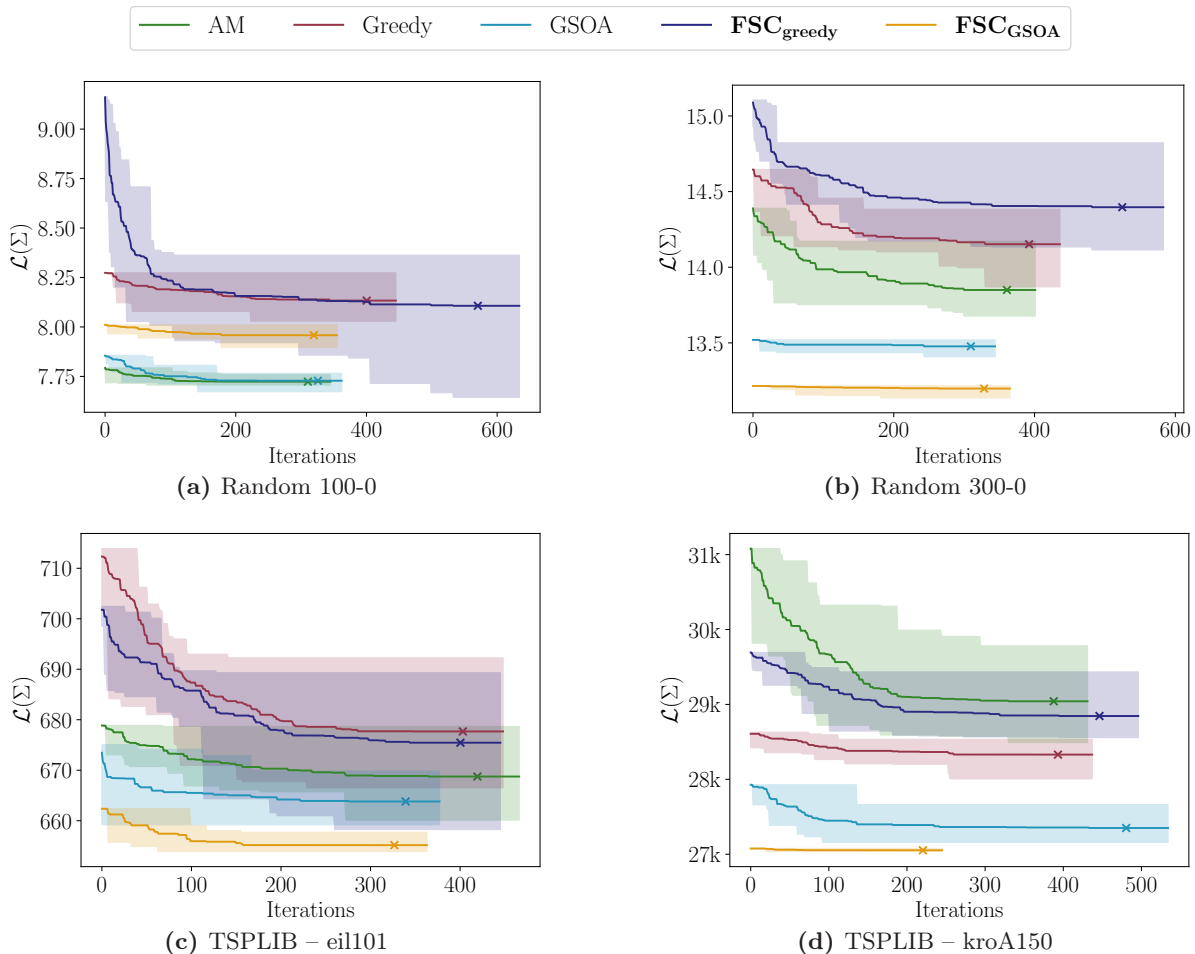 AM Greedy GSOA FSCgreedy FSCGSOA
9.00
8.75
8.50
8.25
8.00
7.75
ℒ(Σ)
0 200 400 600
Iterations
(a) Random 100-0
15.0
14.5
14.0
13.5
ℒ(Σ)
0 200 400 600
Iterations
(b) Random 300-0
710
700
690
680
670
660
ℒ(Σ)
0 100 200 300 400
Iterations
(c) TSPLIB – eil101
31k
30k
29k
28k
27k
ℒ(Σ)
0 100 200 300 400 500
Iterations
(d) TSPLIB – kroA150